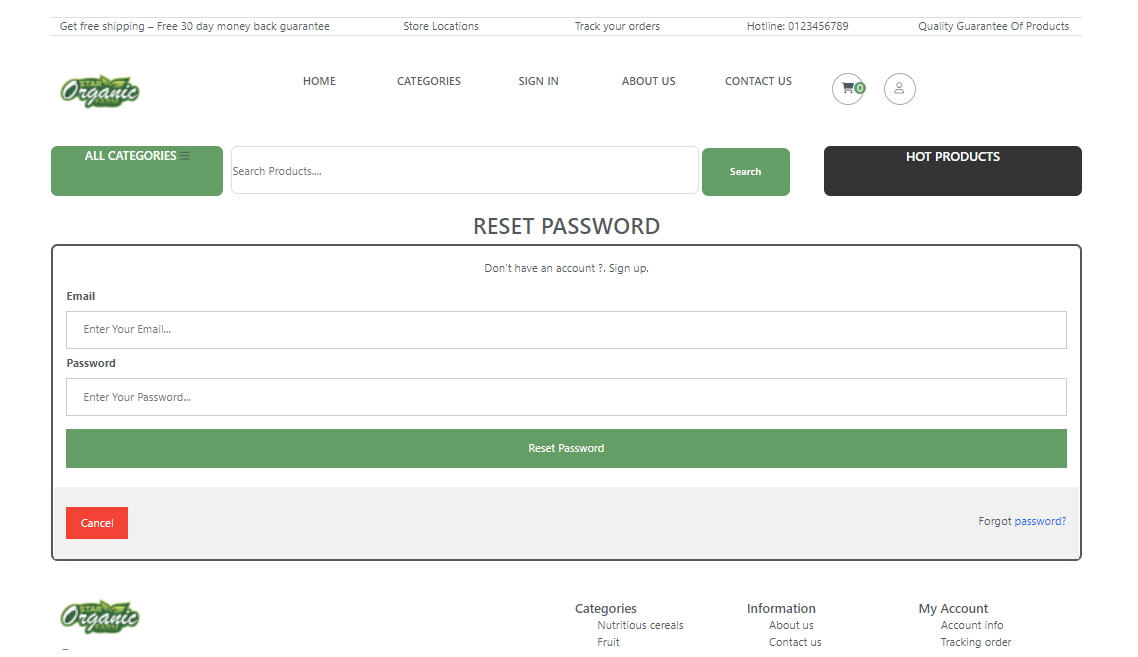 Get free shipping – Free 30 day money back guarantee Store Locations Track your orders Hotline: 0123456789 Quality Guarantee Of Products
STAR
Organic
HOME CATEGORIES SIGN IN ABOUT US CONTACT US 0
ALL CATEGORIES HOT PRODUCTS
Search Products.... Search
RESET PASSWORD
Don't have an account ?. Sign up.
Email
Enter Your Email...
Password
Enter Your Password...
Reset Password
Cancel Forgot password?
STAR
Organic
Categories Information My Account
Nutritious cereals About us Account info
Fruit Contact us Tracking order